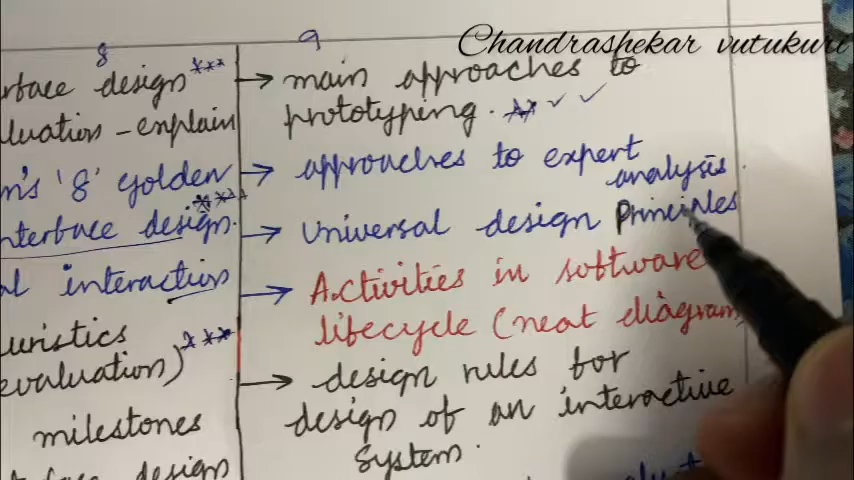 8
rface design ***
luation - explain
n's '8' golden
nterface design. ***
al interaction
uristics
evaluation) ***
milestones
design
9
Chandrashekar vutukuri
→ main approaches to
prototyping. ** ✓ ✓
→ approaches to expert
analysis.
→ Universal design Principles
→ Activities in software
lifecycle (neat diagram)
→ design rules for
design of an interactive
system.